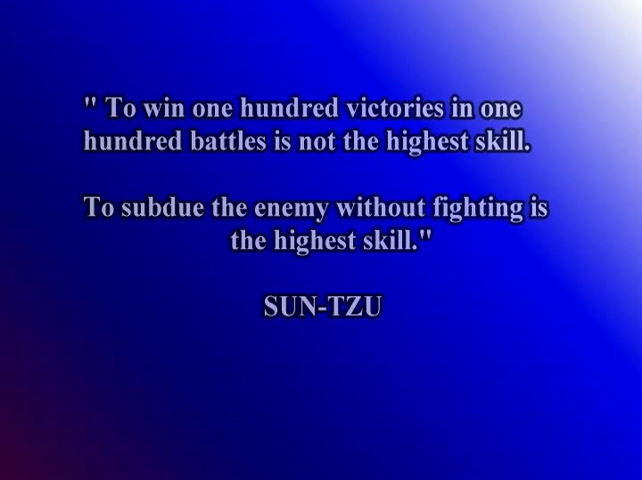 " To win one hundred victories in one
hundred battles is not the highest skill.
To subdue the enemy without fighting is
the highest skill."
SUN-TZU